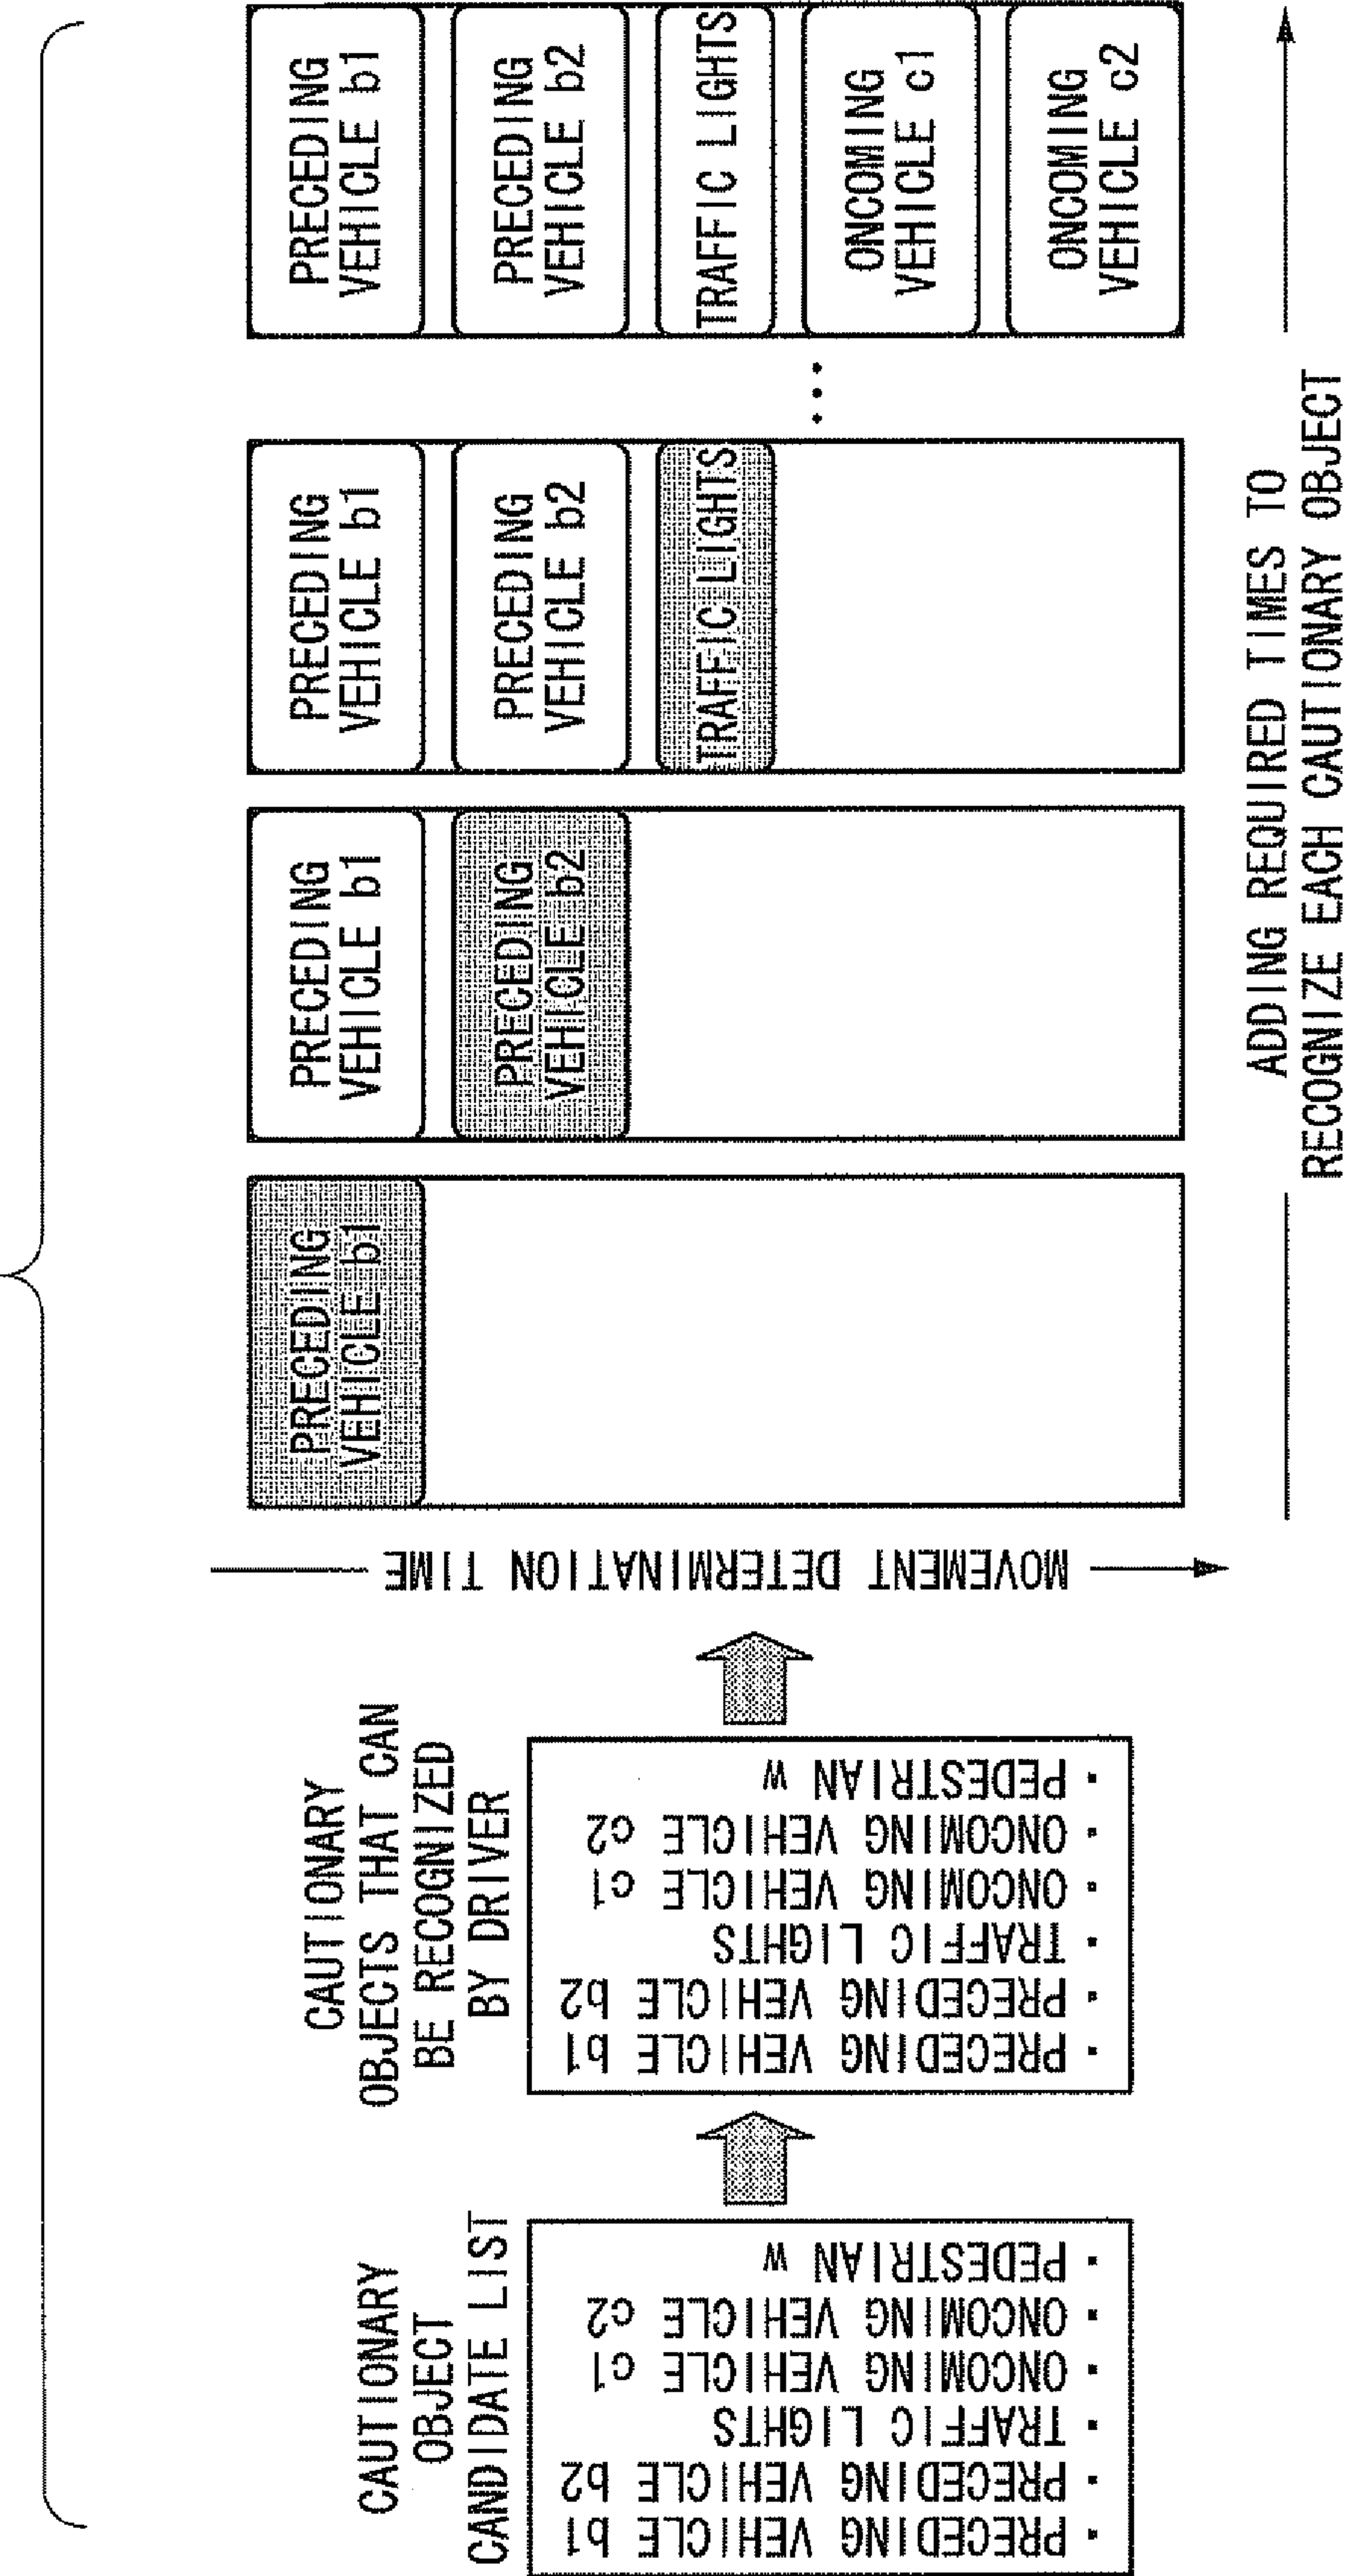 CAUTIONARY
OBJECT
CANDIDATE LIST
· PRECEDING VEHICLE b1
· PRECEDING VEHICLE b2
· TRAFFIC LIGHTS
· ONCOMING VEHICLE c1
· ONCOMING VEHICLE c2
· PEDESTRIAN w
CAUTIONARY
OBJECTS THAT CAN
BE RECOGNIZED
BY DRIVER
· PRECEDING VEHICLE b1
· PRECEDING VEHICLE b2
· TRAFFIC LIGHTS
· ONCOMING VEHICLE c1
· ONCOMING VEHICLE c2
· PEDESTRIAN w
MOVEMENT DETERMINATION TIME
PRECEDING
VEHICLE b1
PRECEDING
VEHICLE b1
PRECEDING
VEHICLE b2
PRECEDING
VEHICLE b1
PRECEDING
VEHICLE b2
TRAFFIC LIGHTS
...
PRECEDING
VEHICLE b1
PRECEDING
VEHICLE b2
TRAFFIC LIGHTS
ONCOMING
VEHICLE c1
ONCOMING
VEHICLE c2
ADDING REQUIRED TIMES TO
RECOGNIZE EACH CAUTIONARY OBJECT